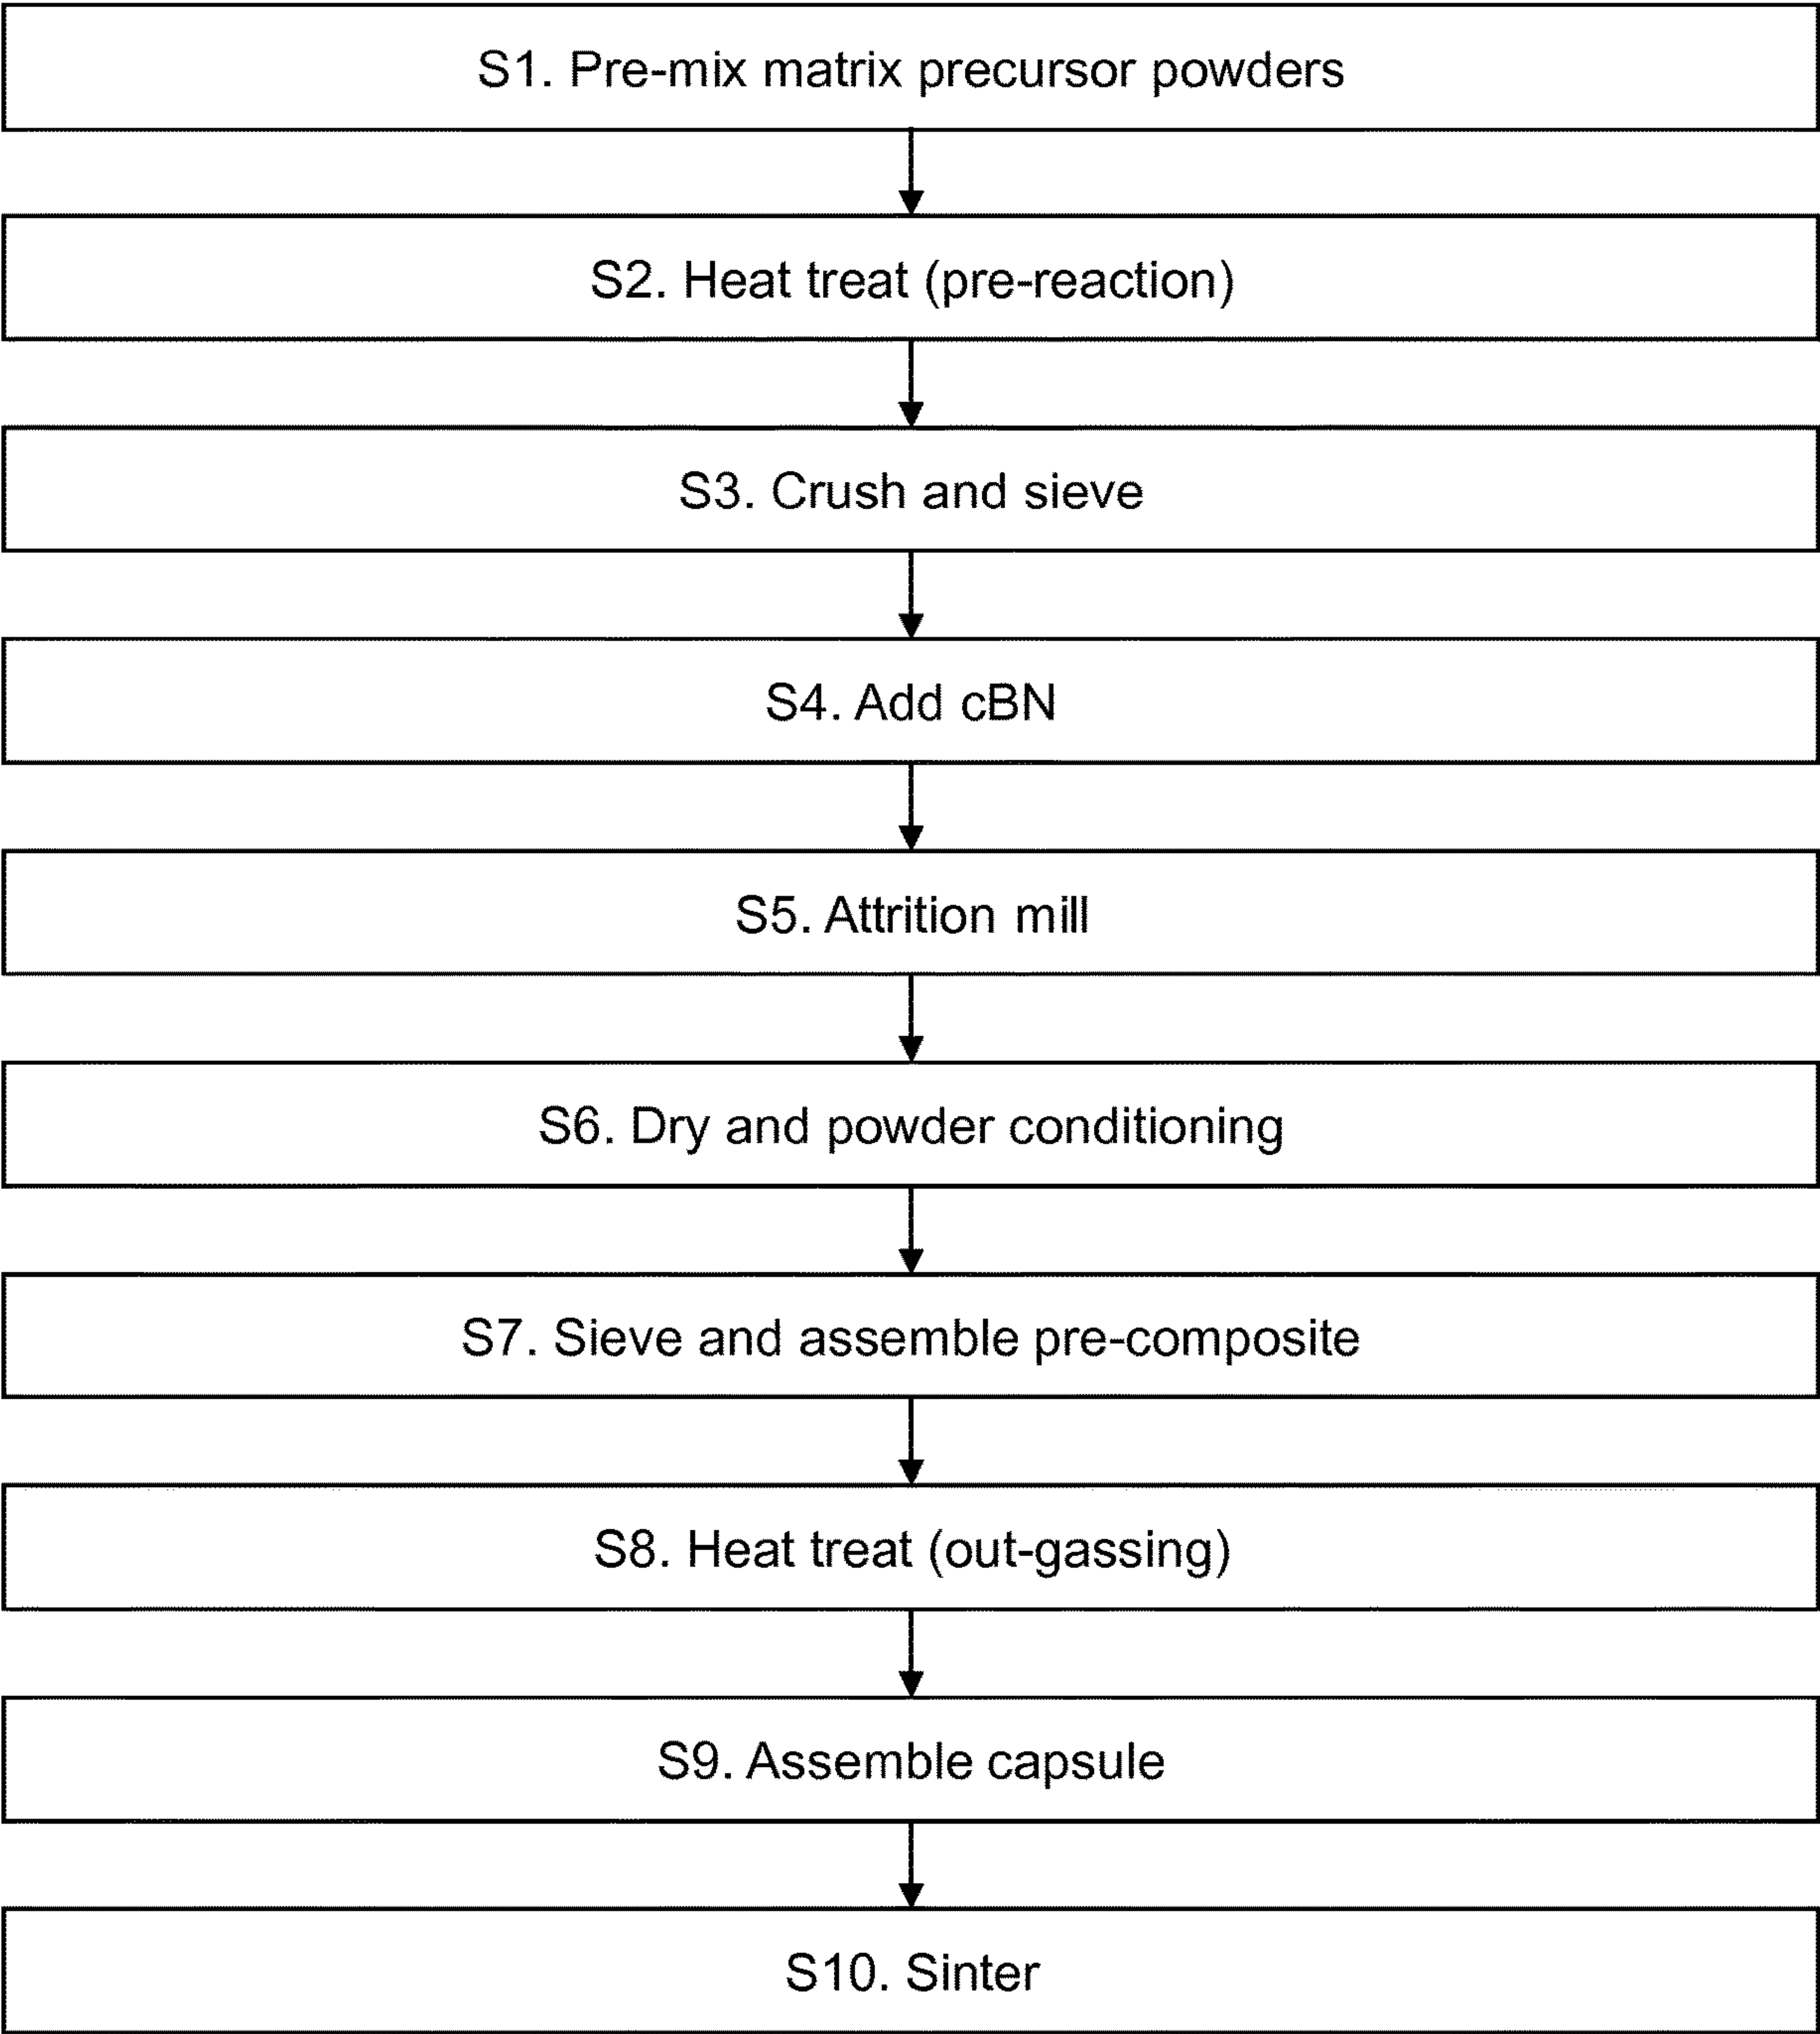 S1. Pre-mix matrix precursor powders
S2. Heat treat (pre-reaction)
S3. Crush and sieve
S4. Add cBN
S5. Attrition mill
S6. Dry and powder conditioning
S7. Sieve and assemble pre-composite
S8. Heat treat (out-gassing)
S9. Assemble capsule
S10. Sinter